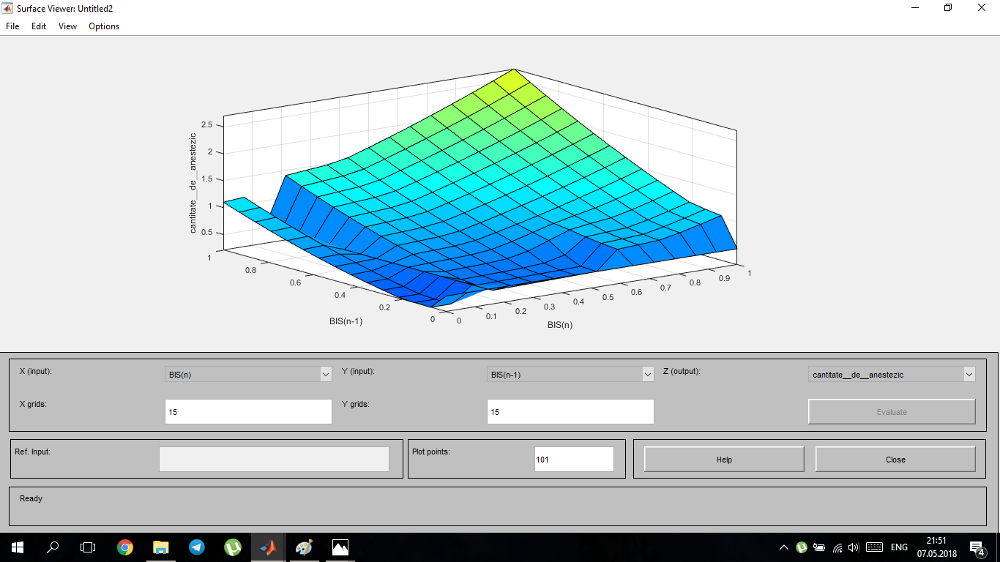 Surface Viewer: Untitled2
File Edit View Options
cantitate__de__anestezic
2.5
2
1.5
1
0.5
1
0.8
0.6
0.4
0.2
0
BIS(n-1)
0
0.1
0.2
0.3
0.4
0.5
0.6
0.7
0.8
0.9
1
BIS(n)
X (input): BIS(n) Y (input): BIS(n-1) Z (output): cantitate__de__anestezic
X grids: 15 Y grids: 15 Evaluate
Ref. Input: Plot points: 101 Help Close
Ready
ENG 21:51
07.05.2018
4